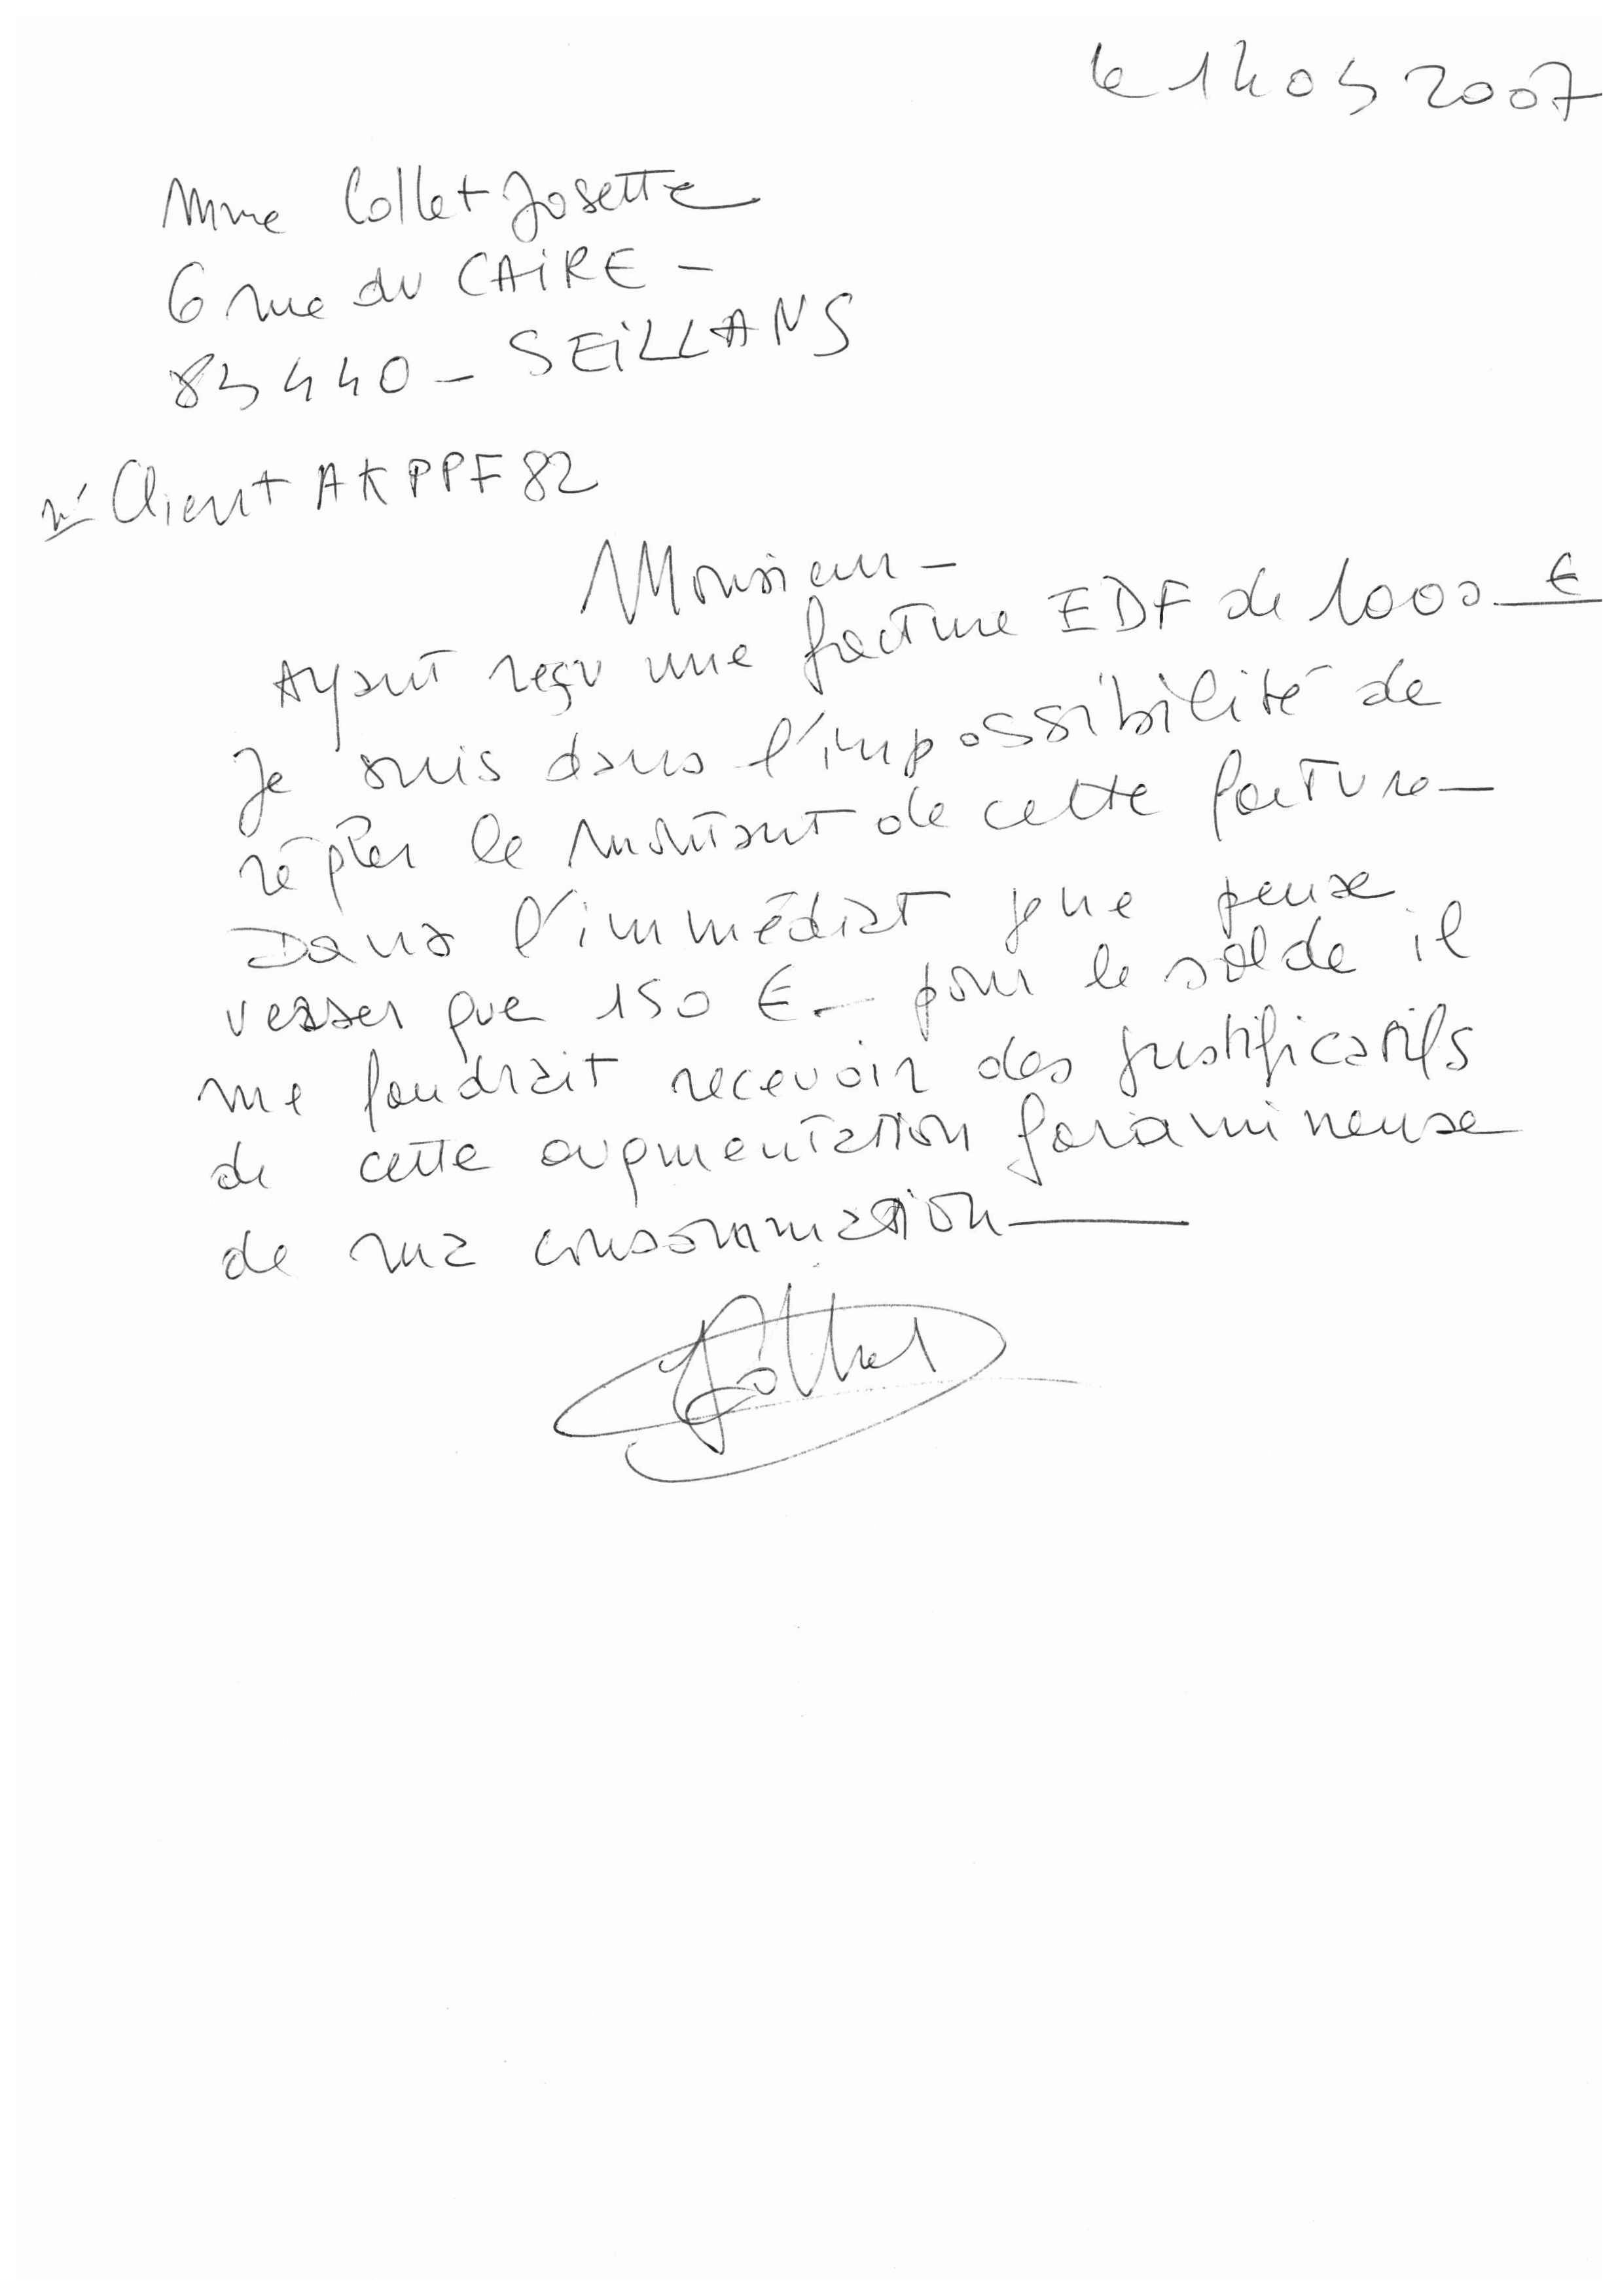 le 14 05 2007
Mme Collet Josette
6 rue du CAIRE -
83440 - SEILLANS
n° Client AKPPF82
Monsieur -
Ayant reçu une facture EDF de 1000 €
Je suis dans l'impossibilité de
régler le montant de cette facture -
Dans l'immédiat je ne peuxe
verser que 150 € - pour le solde il
me faudrait recevoir des justificatifs
de cette augmentation faramineuse
de ma consommation